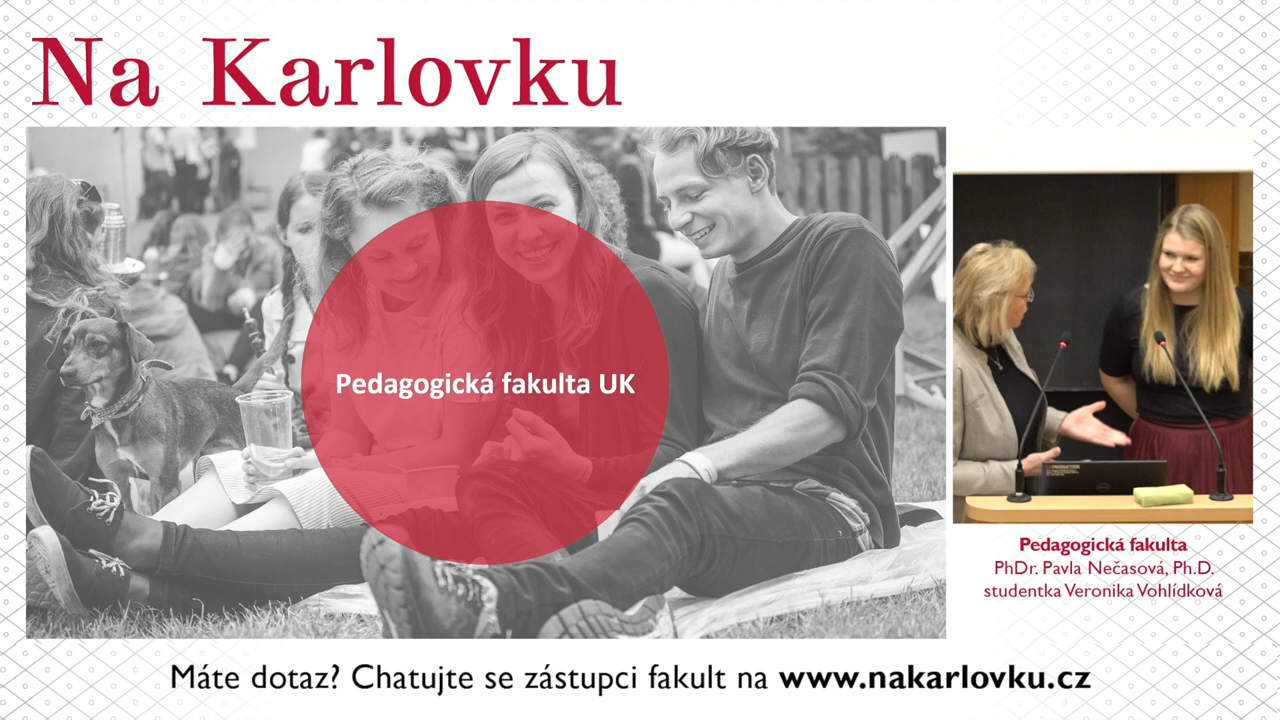 Na Karlovku
Pedagogická fakulta UK
Pedagogická fakulta
PhDr. Pavla Nečasová, Ph.D.
studentka Veronika Vohlídková
Máte dotaz? Chatujte se zástupci fakult na www.nakarlovku.cz